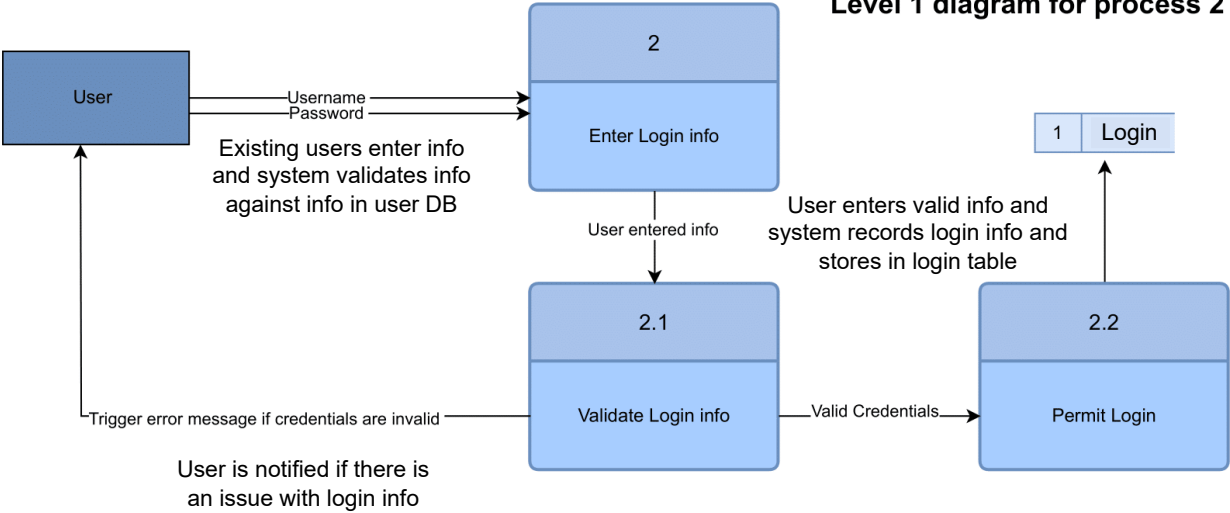 Level 1 diagram for process 2
2
User
Username
Password
Enter Login info
1
Login
Existing users enter info
and system validates info
against info in user DB
User entered info
User enters valid info and
system records login info and
stores in login table
2.1
2.2
Trigger error message if credentials are invalid
Validate Login info
Valid Credentials
Permit Login
User is notified if there is
an issue with login info